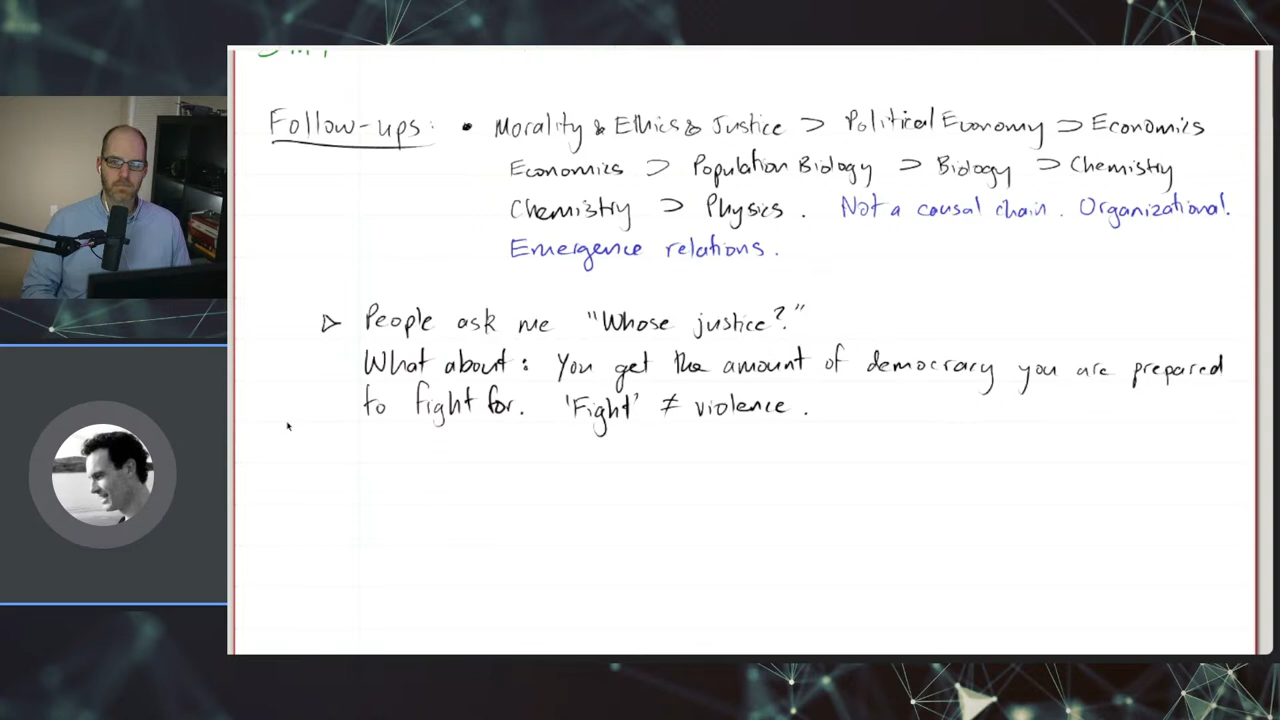 Follow-ups: • Morality & Ethics & Justice ⊃ Political Economy ⊃ Economics
Economics ⊃ Population Biology ⊃ Biology ⊃ Chemistry
Chemistry ⊃ Physics. Not a causal chain. Organizational.
Emergence relations.
▷ People ask me "Whose justice?"
What about: You get the amount of democracy you are prepared
to fight for. 'Fight' ≠ violence.